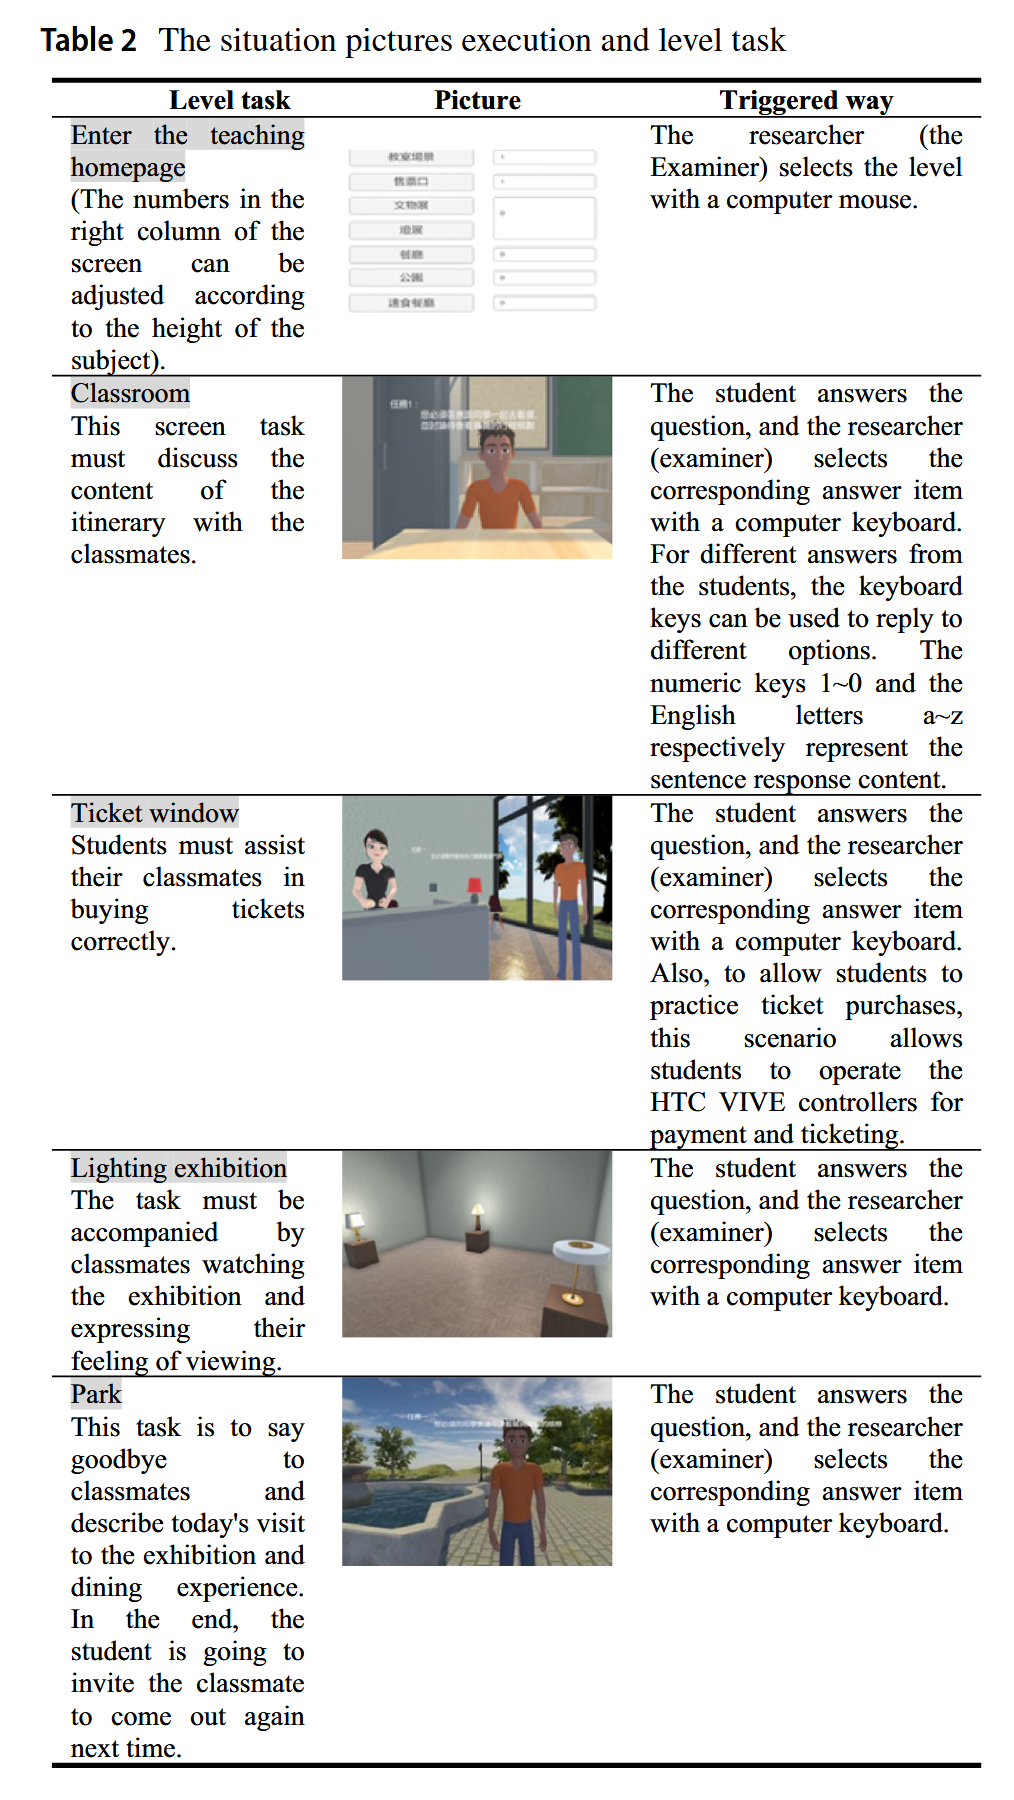 Table 2 The situation pictures execution and level task
Level task Picture Triggered way
Enter the teaching
homepage
(The numbers in the
right column of the
screen can be
adjusted according
to the height of the
subject).
教室場景
售票口
文物展
燈展
餐廳
公園
速食餐廳
The researcher (the
Examiner) selects the level
with a computer mouse.
Classroom
This screen task
must discuss the
content of the
itinerary with the
classmates.
任務1：
The student answers the
question, and the researcher
(examiner) selects the
corresponding answer item
with a computer keyboard.
For different answers from
the students, the keyboard
keys can be used to reply to
different options. The
numeric keys 1~0 and the
English letters a~z
respectively represent the
sentence response content.
Ticket window
Students must assist
their classmates in
buying tickets
correctly.
The student answers the
question, and the researcher
(examiner) selects the
corresponding answer item
with a computer keyboard.
Also, to allow students to
practice ticket purchases,
this scenario allows
students to operate the
HTC VIVE controllers for
payment and ticketing.
Lighting exhibition
The task must be
accompanied by
classmates watching
the exhibition and
expressing their
feeling of viewing.
The student answers the
question, and the researcher
(examiner) selects the
corresponding answer item
with a computer keyboard.
Park
This task is to say
goodbye to
classmates and
describe today's visit
to the exhibition and
dining experience.
In the end, the
student is going to
invite the classmate
to come out again
next time.
The student answers the
question, and the researcher
(examiner) selects the
corresponding answer item
with a computer keyboard.